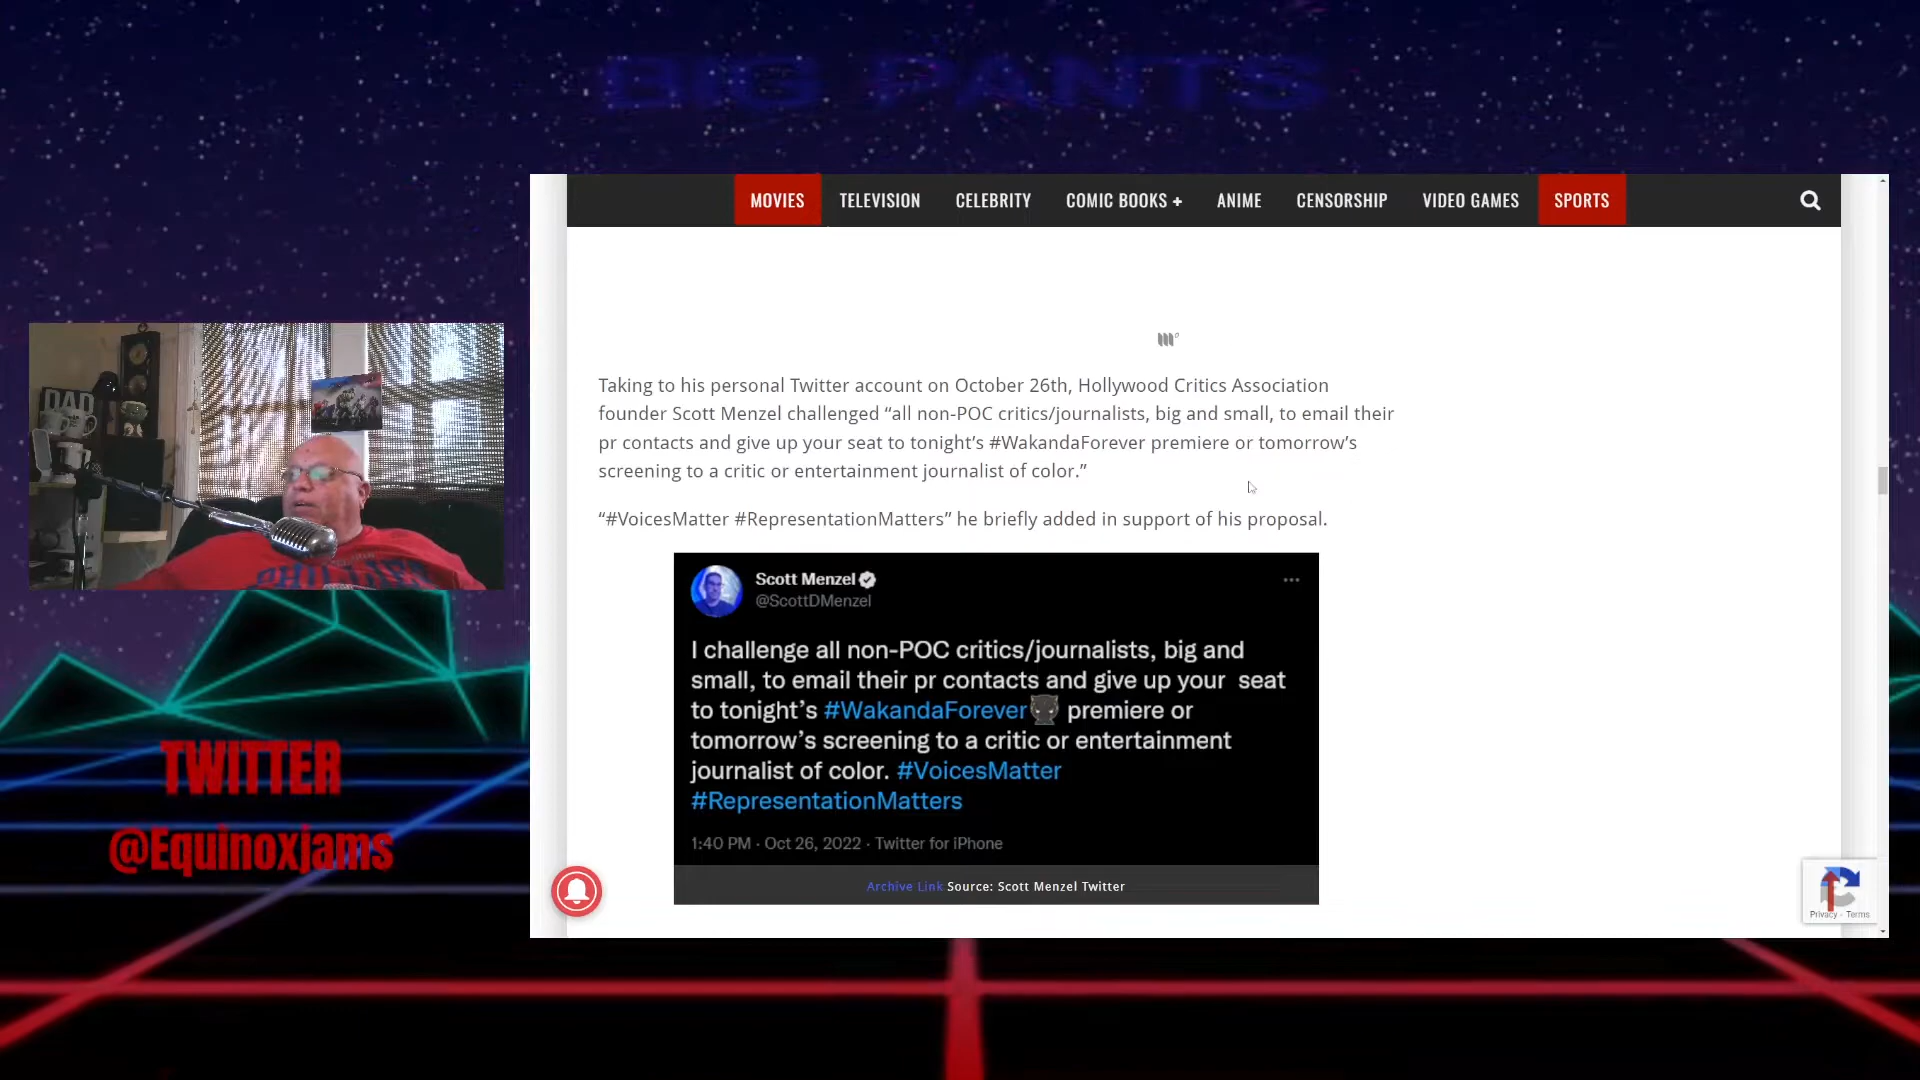 BIG PANTS
MOVIES TELEVISION CELEBRITY COMIC BOOKS + ANIME CENSORSHIP VIDEO GAMES SPORTS
Taking to his personal Twitter account on October 26th, Hollywood Critics Association
founder Scott Menzel challenged “all non-POC critics/journalists, big and small, to email their
pr contacts and give up your seat to tonight’s #WakandaForever premiere or tomorrow’s
screening to a critic or entertainment journalist of color.”
“#VoicesMatter #RepresentationMatters” he briefly added in support of his proposal.
Scott Menzel
@ScottDMenzel
I challenge all non-POC critics/journalists, big and
small, to email their pr contacts and give up your seat
to tonight’s #WakandaForever premiere or
tomorrow’s screening to a critic or entertainment
journalist of color. #VoicesMatter
#RepresentationMatters
1:40 PM · Oct 26, 2022 · Twitter for iPhone
Archive Link Source: Scott Menzel Twitter
Privacy - Terms
DAD
PHILLIES
TWITTER
@Equinoxjams